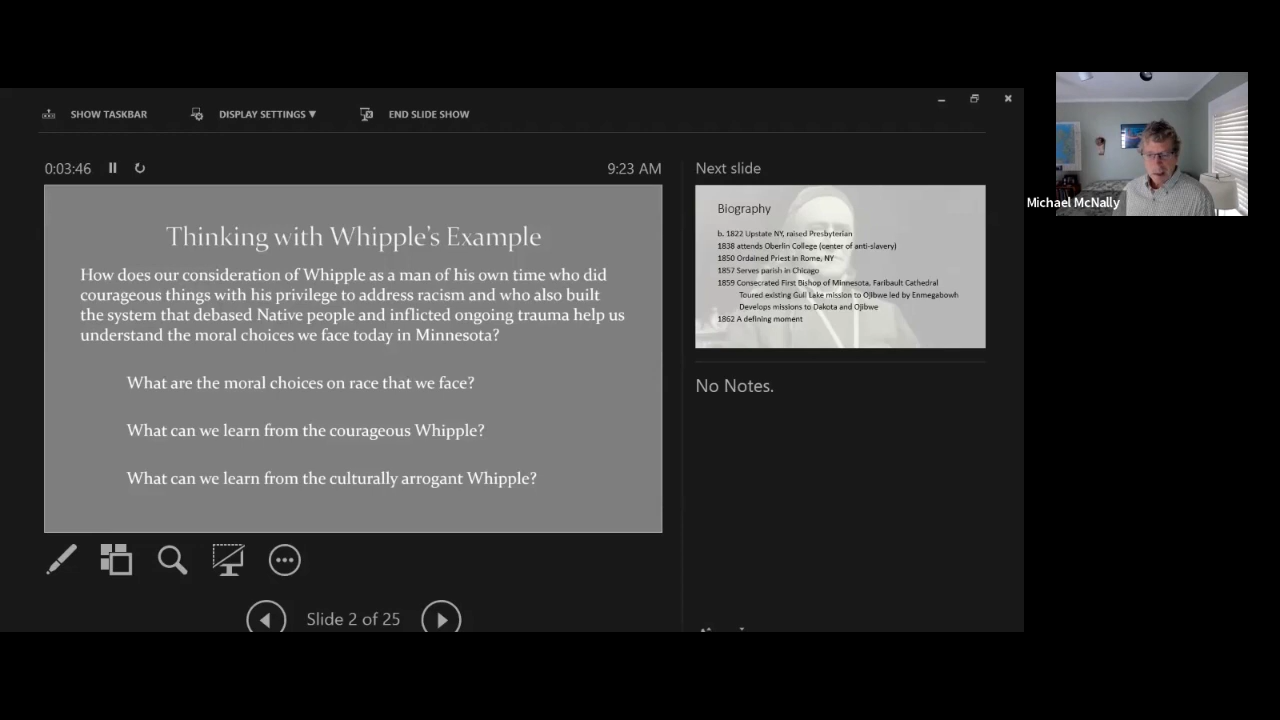 SHOW TASKBAR
DISPLAY SETTINGS ▼
END SLIDE SHOW
0:03:46
9:23 AM
Thinking with Whipple's Example
How does our consideration of Whipple as a man of his own time who did
courageous things with his privilege to address racism and who also built
the system that debased Native people and inflicted ongoing trauma help us
understand the moral choices we face today in Minnesota?
What are the moral choices on race that we face?
What can we learn from the courageous Whipple?
What can we learn from the culturally arrogant Whipple?
Slide 2 of 25
Next slide
Biography
b. 1822 Upstate NY, raised Presbyterian
1838 attends Oberlin College (center of anti-slavery)
1850 Ordained Priest in Rome, NY
1857 Serves parish in Chicago
1859 Consecrated First Bishop of Minnesota, Faribault Cathedral
Toured existing Gull Lake mission to Ojibwe led by Enmegabowh
Develops missions to Dakota and Ojibwe
1862 A defining moment
No Notes.
Michael McNally